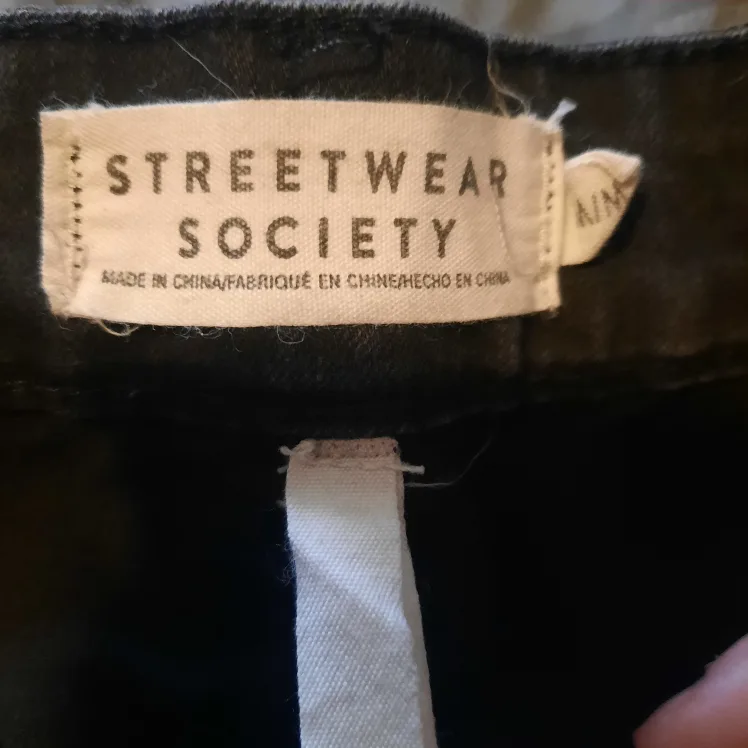 STREETWEAR
SOCIETY
MADE IN CHINA/FABRIQUÉ EN CHINE/HECHO EN CHINA